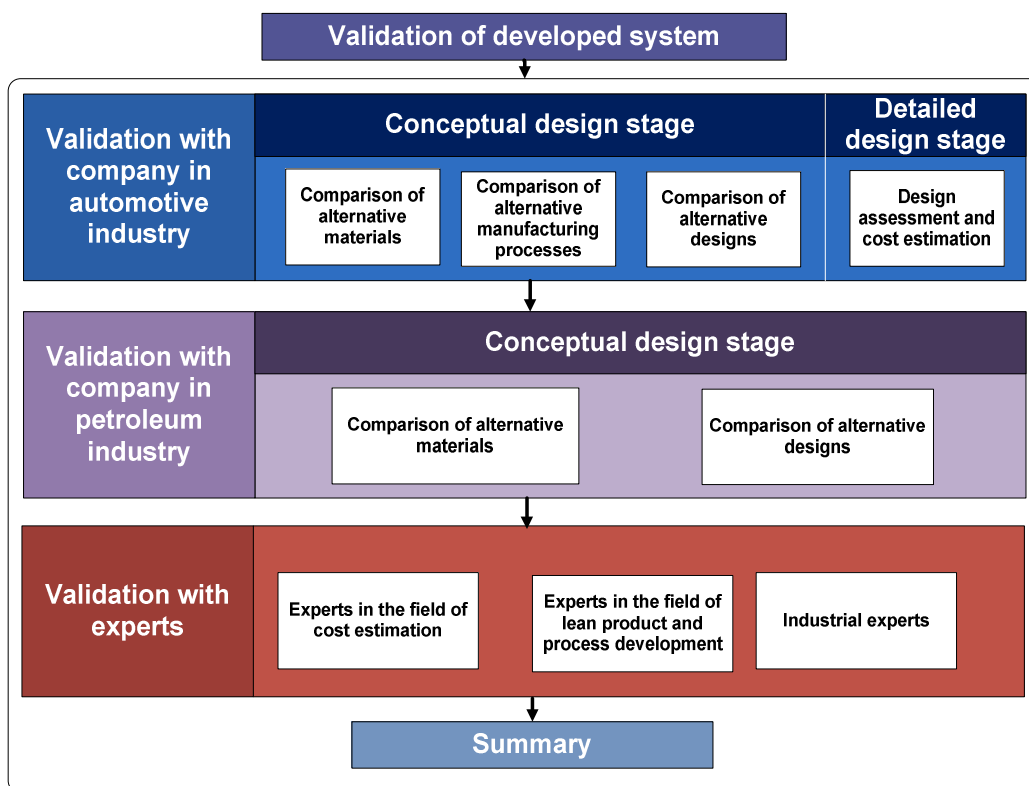 Validation of developed system
Validation with
company in
automotive
industry
Conceptual design stage
Detailed
design stage
Comparison of
alternative
materials
Comparison of
alternative
manufacturing
processes
Comparison of
alternative
designs
Design
assessment and
cost estimation
Validation with
company in
petroleum
industry
Conceptual design stage
Comparison of alternative
materials
Comparison of alternative
designs
Validation with
experts
Experts in the field of
cost estimation
Experts in the field of
lean product and
process development
Industrial experts
Summary